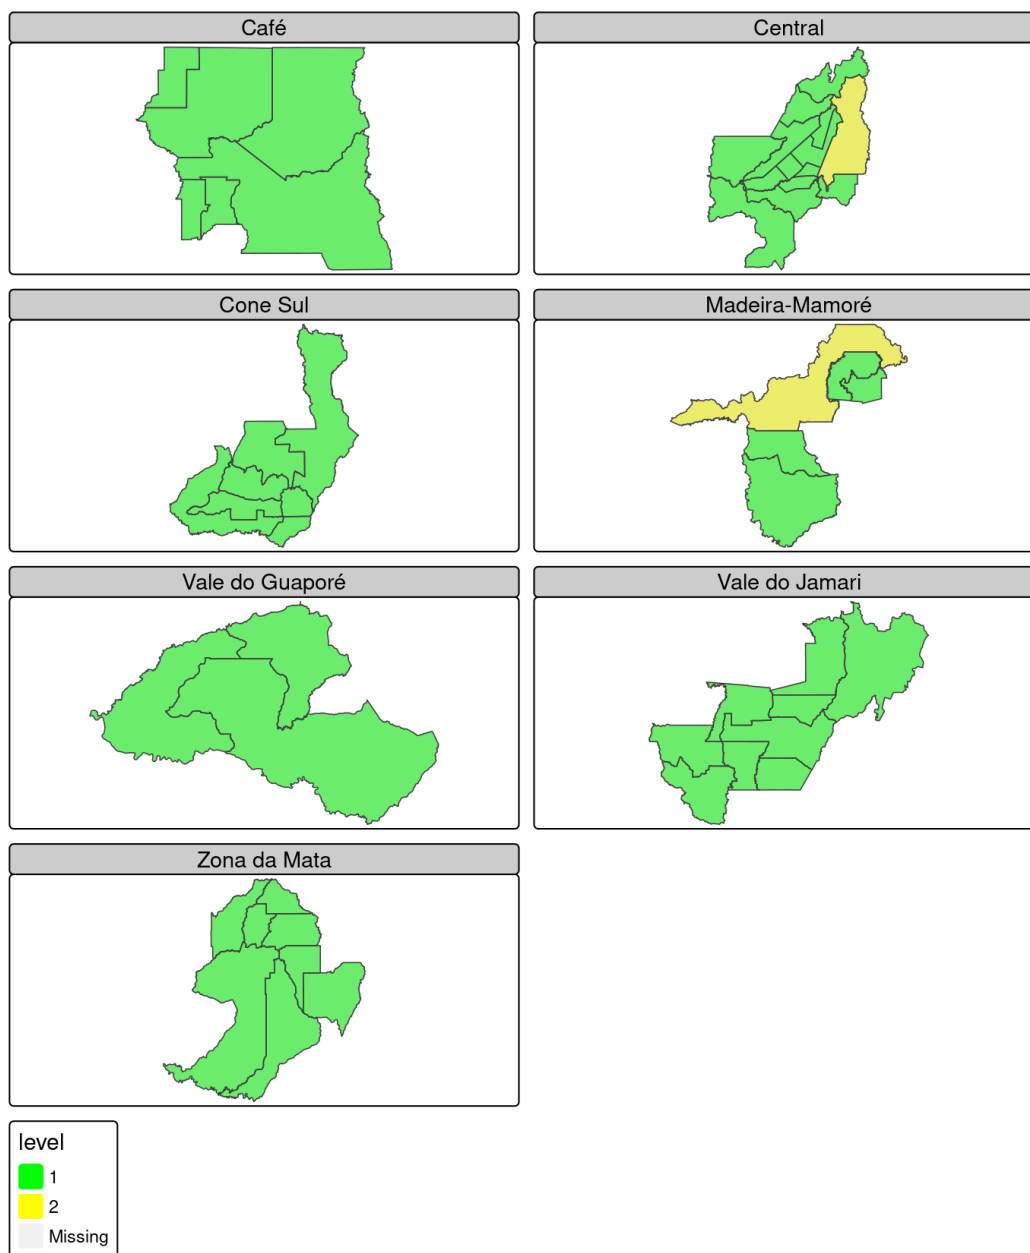 Café
Central
Cone Sul
Madeira-Mamoré
Vale do Guaporé
Vale do Jamari
Zona da Mata
level
1
2
Missing